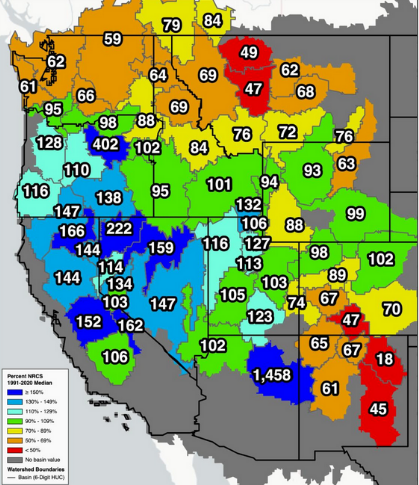 79 84
59 49
62 62
64 69 47 68
61 66 69
95 98 88 76 72 76
128 402 102 84 63
110 93
116 138 95 101 94
147 132 99
166 222 106 88
144 159 116 127 98 102
144 114 113 89
134 105 103 67
103 147 74 70
152 162 123 47
106 102 65 67 18
1,458 61
45
Percent NRCS
1991-2020 Median
≥ 150%
130% - 149%
110% - 129%
90% - 109%
70% - 89%
50% - 69%
< 50%
No basin value
Watershed Boundaries
Basin (6-Digit HUC)